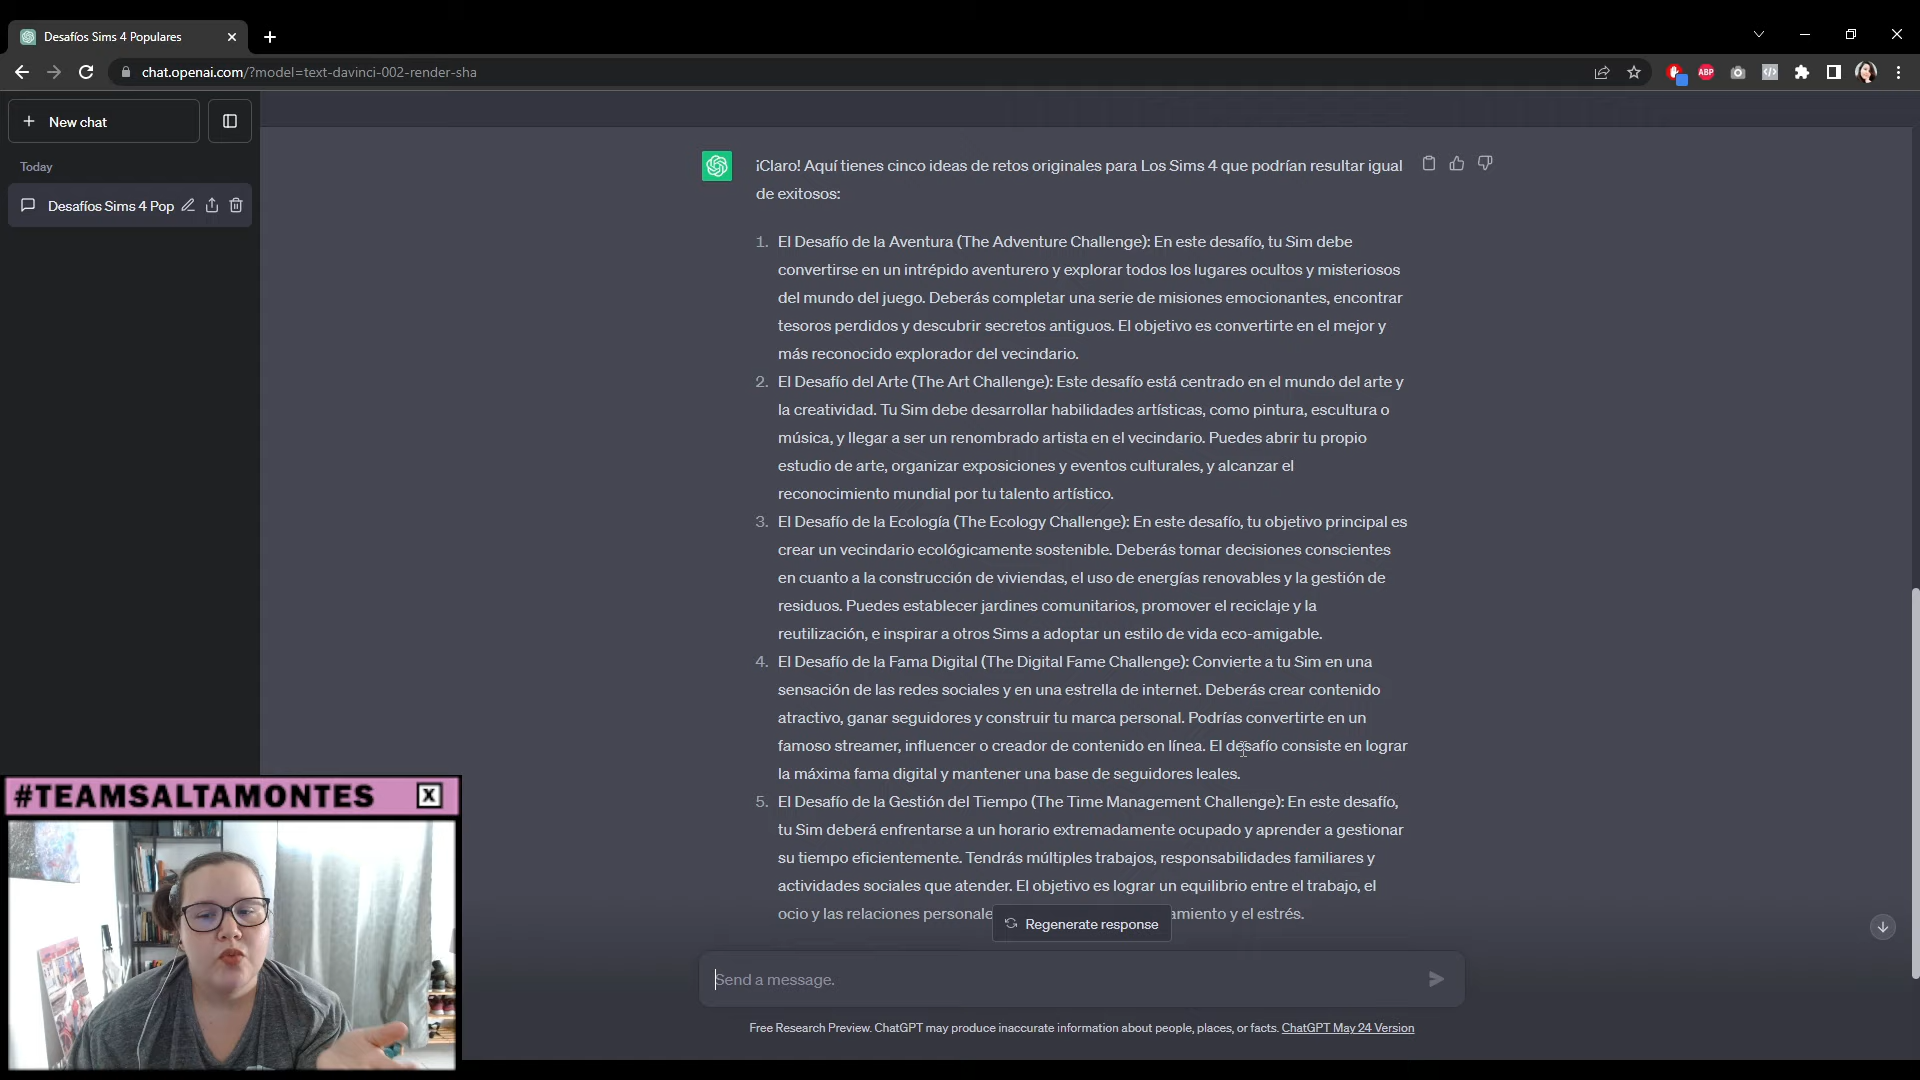 Desafíos Sims 4 Populares
chat.openai.com/?model=text-davinci-002-render-sha
ABP
New chat
Today
Desafíos Sims 4 Pop
¡Claro! Aquí tienes cinco ideas de retos originales para Los Sims 4 que podrían resultar igual
de exitosos:
1. El Desafío de la Aventura (The Adventure Challenge): En este desafío, tu Sim debe
convertirse en un intrépido aventurero y explorar todos los lugares ocultos y misteriosos
del mundo del juego. Deberás completar una serie de misiones emocionantes, encontrar
tesoros perdidos y descubrir secretos antiguos. El objetivo es convertirte en el mejor y
más reconocido explorador del vecindario.
2. El Desafío del Arte (The Art Challenge): Este desafío está centrado en el mundo del arte y
la creatividad. Tu Sim debe desarrollar habilidades artísticas, como pintura, escultura o
música, y llegar a ser un renombrado artista en el vecindario. Puedes abrir tu propio
estudio de arte, organizar exposiciones y eventos culturales, y alcanzar el
reconocimiento mundial por tu talento artístico.
3. El Desafío de la Ecología (The Ecology Challenge): En este desafío, tu objetivo principal es
crear un vecindario ecológicamente sostenible. Deberás tomar decisiones conscientes
en cuanto a la construcción de viviendas, el uso de energías renovables y la gestión de
residuos. Puedes establecer jardines comunitarios, promover el reciclaje y la
reutilización, e inspirar a otros Sims a adoptar un estilo de vida eco-amigable.
4. El Desafío de la Fama Digital (The Digital Fame Challenge): Convierte a tu Sim en una
sensación de las redes sociales y en una estrella de internet. Deberás crear contenido
atractivo, ganar seguidores y construir tu marca personal. Podrías convertirte en un
famoso streamer, influencer o creador de contenido en línea. El desafío consiste en lograr
la máxima fama digital y mantener una base de seguidores leales.
5. El Desafío de la Gestión del Tiempo (The Time Management Challenge): En este desafío,
tu Sim deberá enfrentarse a un horario extremadamente ocupado y aprender a gestionar
su tiempo eficientemente. Tendrás múltiples trabajos, responsabilidades familiares y
actividades sociales que atender. El objetivo es lograr un equilibrio entre el trabajo, el
ocio y las relaciones personale amiento y el estrés.
Regenerate response
Send a message.
Free Research Preview. ChatGPT may produce inaccurate information about people, places, or facts. ChatGPT May 24 Version
#TEAMSALTAMONTES X